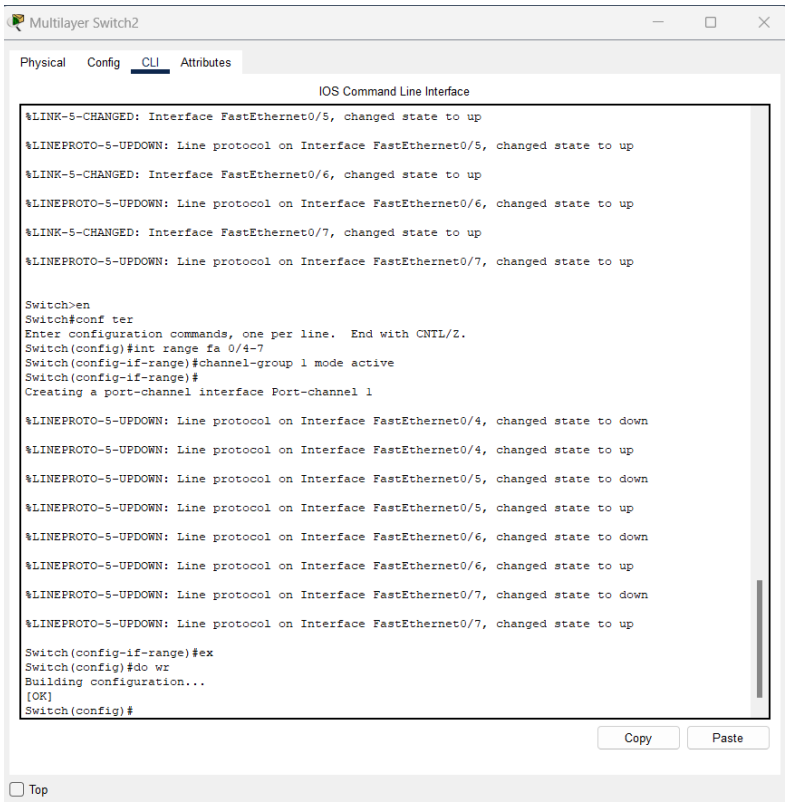 Multilayer Switch2
Physical Config CLI Attributes
IOS Command Line Interface
%LINK-5-CHANGED: Interface FastEthernet0/5, changed state to up
%LINEPROTO-5-UPDOWN: Line protocol on Interface FastEthernet0/5, changed state to up
%LINK-5-CHANGED: Interface FastEthernet0/6, changed state to up
%LINEPROTO-5-UPDOWN: Line protocol on Interface FastEthernet0/6, changed state to up
%LINK-5-CHANGED: Interface FastEthernet0/7, changed state to up
%LINEPROTO-5-UPDOWN: Line protocol on Interface FastEthernet0/7, changed state to up
Switch>en
Switch#conf ter
Enter configuration commands, one per line. End with CNTL/Z.
Switch(config)#int range fa 0/4-7
Switch(config-if-range)#channel-group 1 mode active
Switch(config-if-range)#
Creating a port-channel interface Port-channel 1
%LINEPROTO-5-UPDOWN: Line protocol on Interface FastEthernet0/4, changed state to down
%LINEPROTO-5-UPDOWN: Line protocol on Interface FastEthernet0/4, changed state to up
%LINEPROTO-5-UPDOWN: Line protocol on Interface FastEthernet0/5, changed state to down
%LINEPROTO-5-UPDOWN: Line protocol on Interface FastEthernet0/5, changed state to up
%LINEPROTO-5-UPDOWN: Line protocol on Interface FastEthernet0/6, changed state to down
%LINEPROTO-5-UPDOWN: Line protocol on Interface FastEthernet0/6, changed state to up
%LINEPROTO-5-UPDOWN: Line protocol on Interface FastEthernet0/7, changed state to down
%LINEPROTO-5-UPDOWN: Line protocol on Interface FastEthernet0/7, changed state to up
Switch(config-if-range)#ex
Switch(config)#do wr
Building configuration...
[OK]
Switch(config)#
Copy Paste
Top